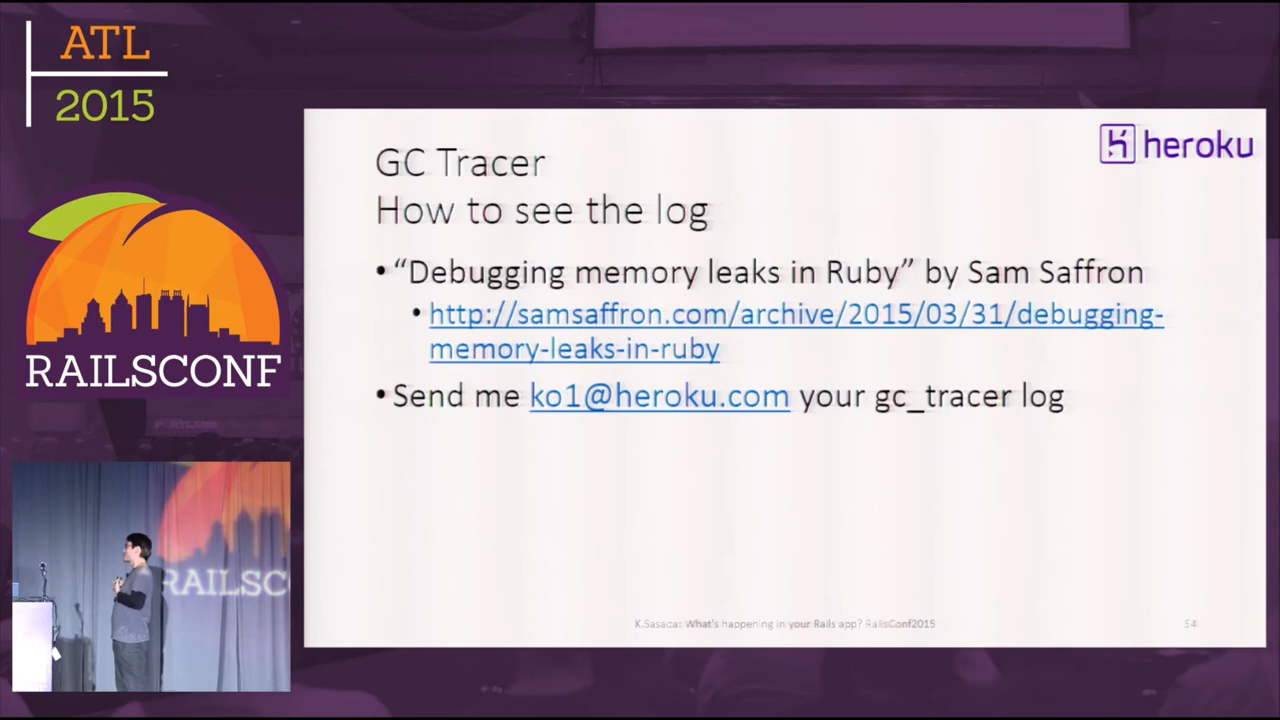 ATL
2015
RAILSCONF
heroku
GC Tracer
How to see the log
• “Debugging memory leaks in Ruby” by Sam Saffron
• http://samsaffron.com/archive/2015/03/31/debugging-
memory-leaks-in-ruby
• Send me ko1@heroku.com your gc_tracer log
K.Sasada: What's happening in your Rails app? RailsConf2015
54
RAILSC